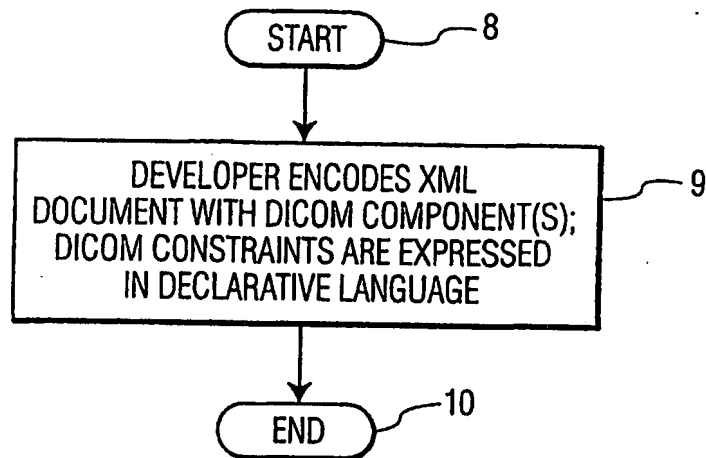 START
8
DEVELOPER ENCODES XML
DOCUMENT WITH DICOM COMPONENT(S);
DICOM CONSTRAINTS ARE EXPRESSED
IN DECLARATIVE LANGUAGE
9
END
10